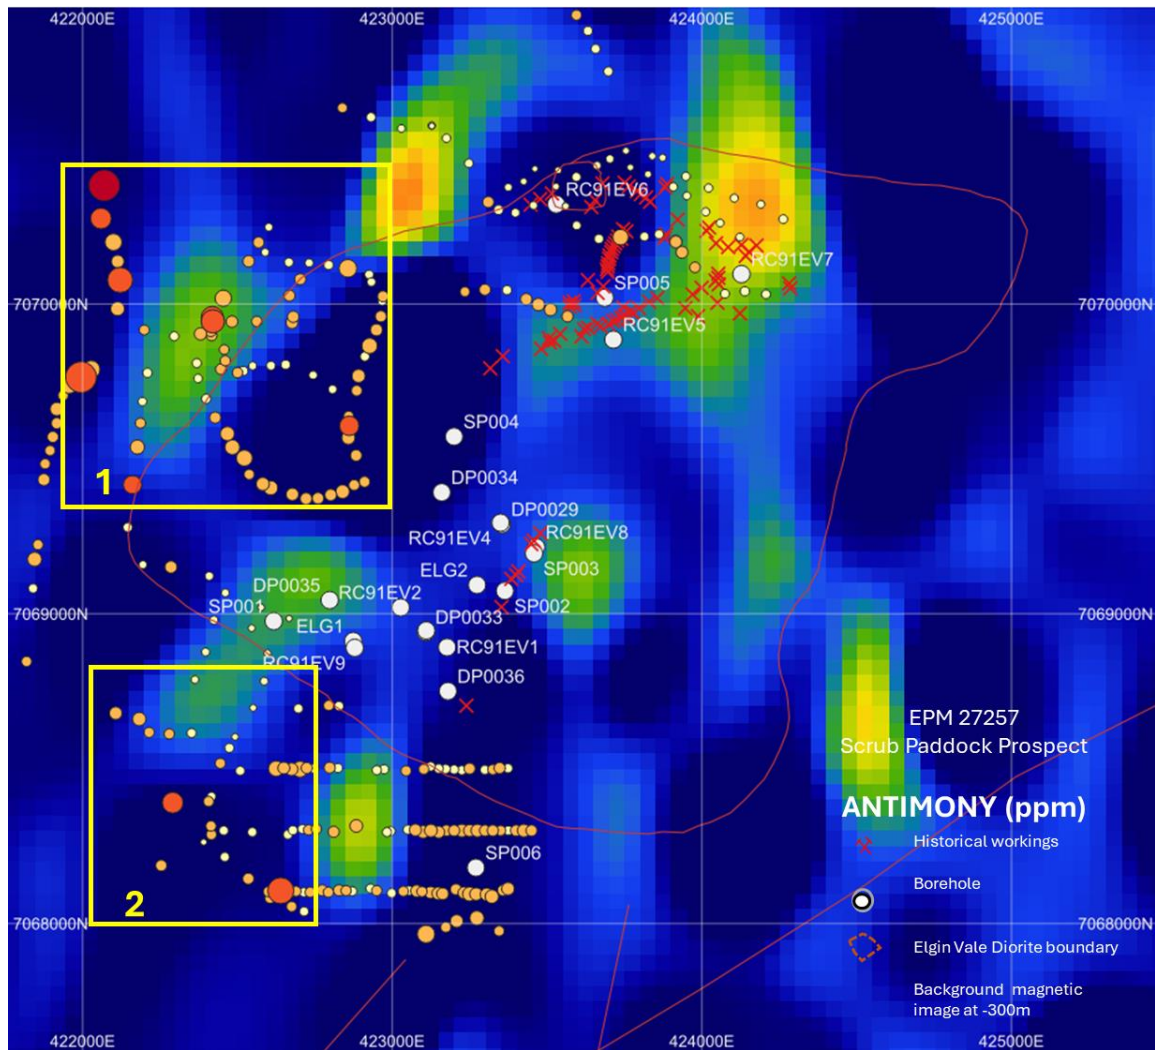 422000E
423000E
424000E
425000E
RC91EV6
RC91EV7
SP005
7070000N
7070000N
RC91EV5
SP004
1
DP0034
DP0029
RC91EV4
RC91EV8
SP003
ELG2
DP0035
RC91EV2
SP001
SP002
7069000N
7069000N
ELG1
DP0033
RC91EV9
RC91EV1
DP0036
EPM 27257
Scrub Paddock Prospect
ANTIMONY (ppm)
Historical workings
SP006
Borehole
2
7068000N
7068000N
Elgin Vale Diorite boundary
Background magnetic
image at -300m
422000E
423000E
424000E
425000E